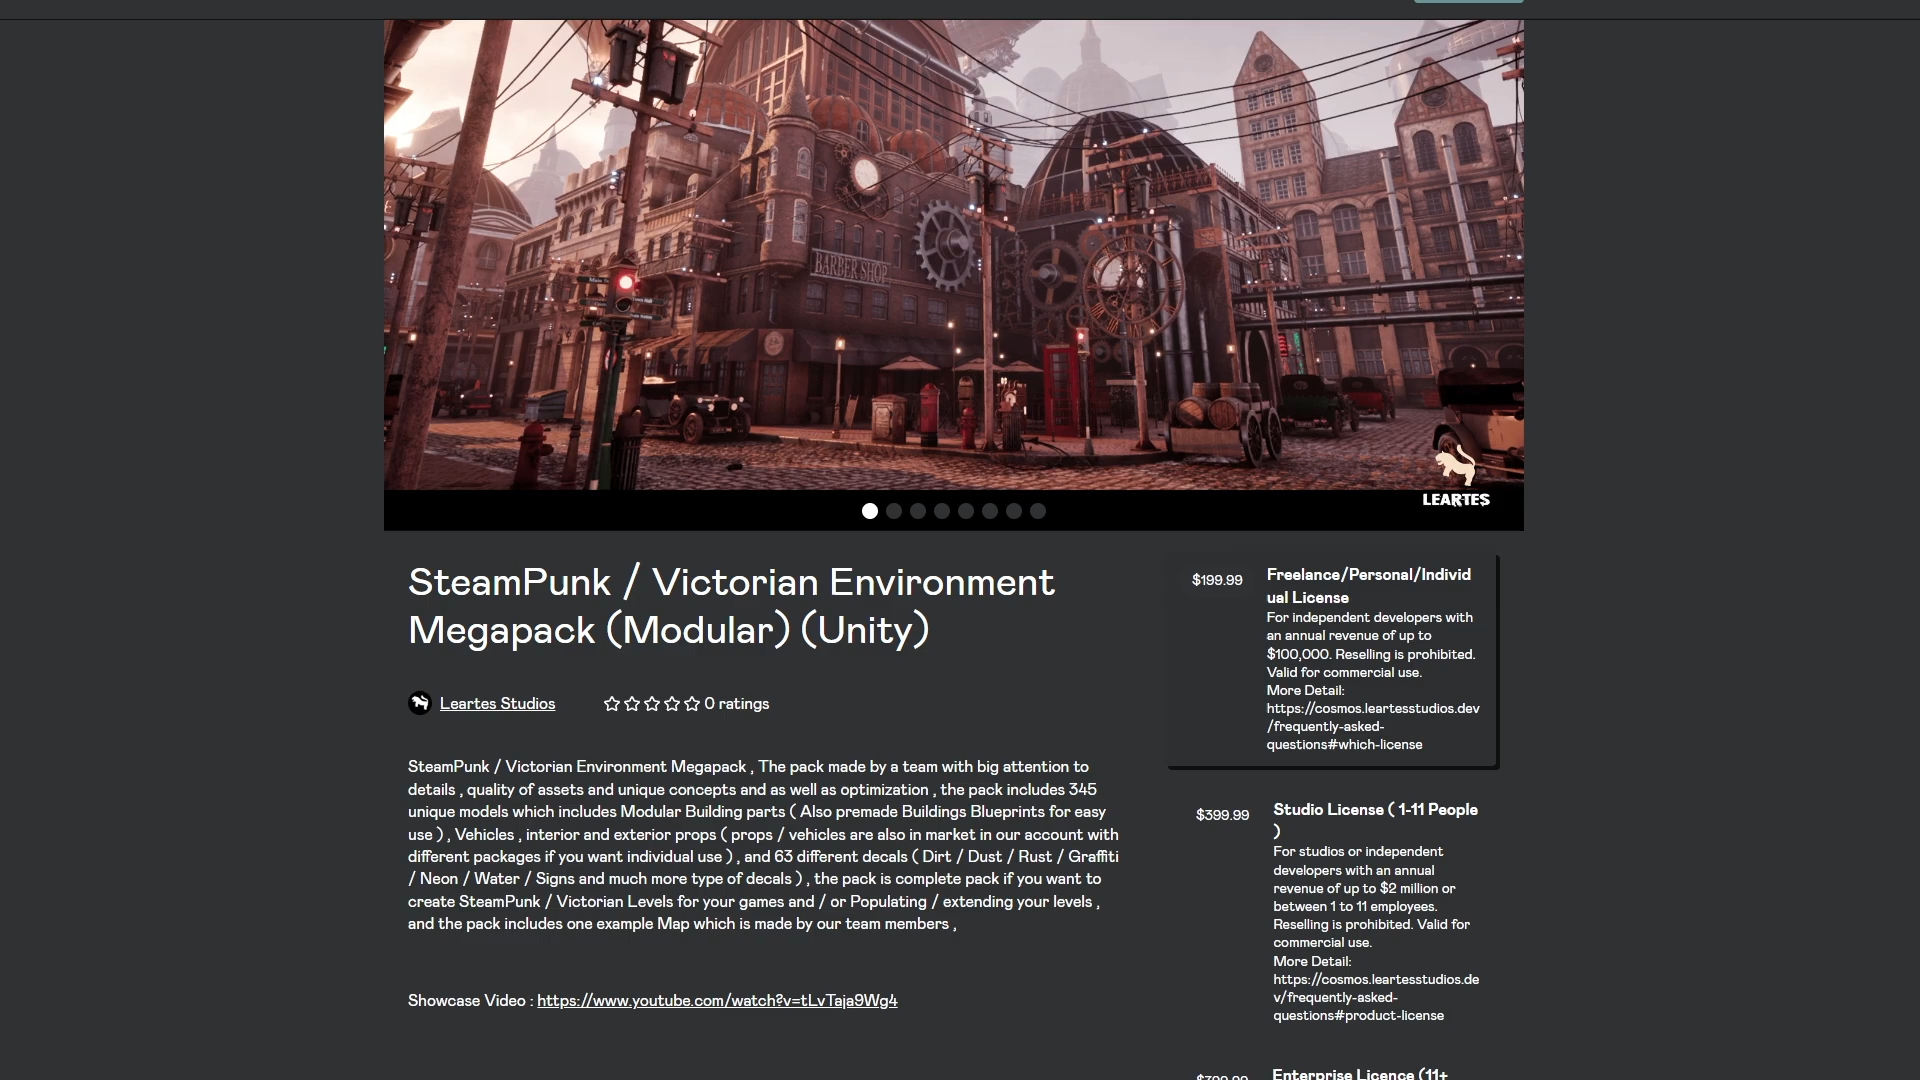 BARBER SHOP
LEARTES
SteamPunk / Victorian Environment
Megapack (Modular) (Unity)
Leartes Studios
0 ratings
SteamPunk / Victorian Environment Megapack , The pack made by a team with big attention to
details , quality of assets and unique concepts and as well as optimization , the pack includes 345
unique models which includes Modular Building parts ( Also premade Buildings Blueprints for easy
use ) , Vehicles , interior and exterior props ( props / vehicles are also in market in our account with
different packages if you want individual use ) , and 63 different decals ( Dirt / Dust / Rust / Graffiti
/ Neon / Water / Signs and much more type of decals ) , the pack is complete pack if you want to
create SteamPunk / Victorian Levels for your games and / or Populating / extending your levels ,
and the pack includes one example Map which is made by our team members ,
Showcase Video : https://www.youtube.com/watch?v=tLvTaja9Wg4
$199.99
Freelance/Personal/Individ
ual License
For independent developers with
an annual revenue of up to
$100,000. Reselling is prohibited.
Valid for commercial use.
More Detail:
https://cosmos.leartesstudios.dev
/frequently-asked-
questions#which-license
$399.99
Studio License ( 1-11 People
)
For studios or independent
developers with an annual
revenue of up to $2 million or
between 1 to 11 employees.
Reselling is prohibited. Valid for
commercial use.
More Detail:
https://cosmos.leartesstudios.de
v/frequently-asked-
questions#product-license
Enterprise Licence (11+